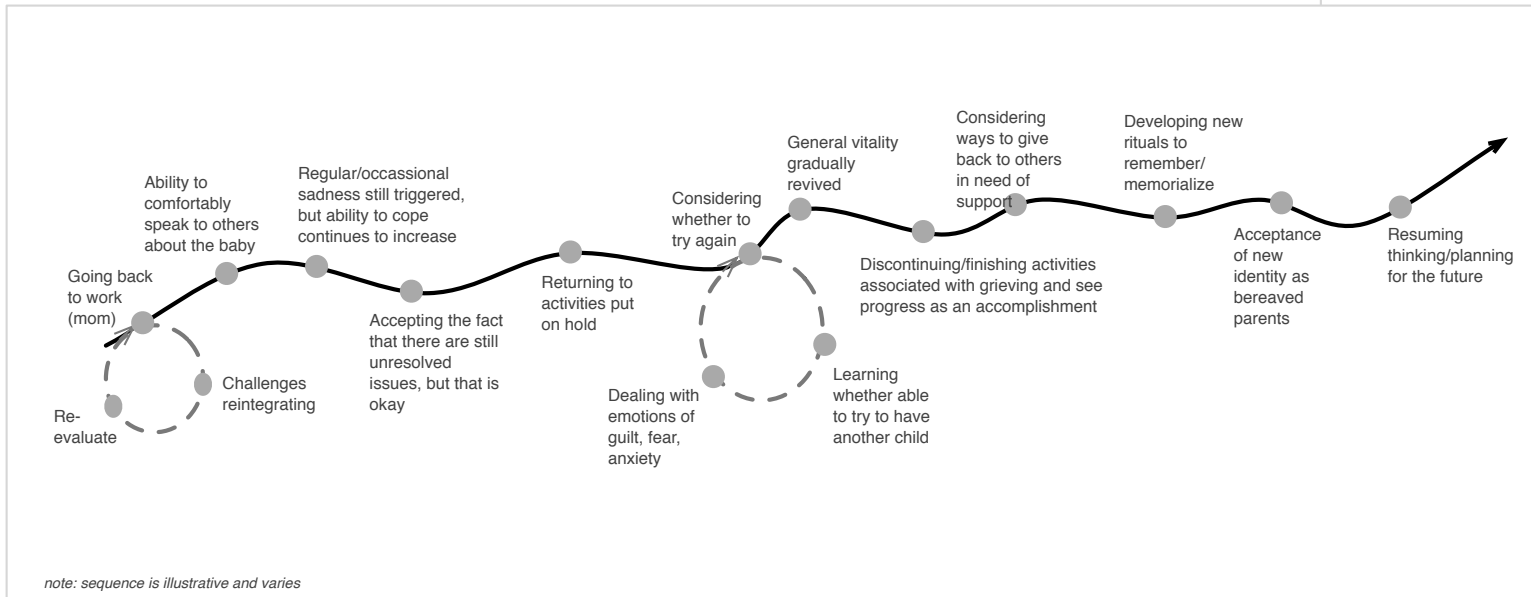 Going back
to work
(mom)
Re-
evaluate
Challenges
reintegrating
Ability to
comfortably
speak to others
about the baby
Regular/occassional
sadness still triggered,
but ability to cope
continues to increase
Accepting the fact
that there are still
unresolved
issues, but that is
okay
Returning to
activities put
on hold
Considering
whether to
try again
Dealing with
emotions of
guilt, fear,
anxiety
Learning
whether able
to try to have
another child
General vitality
gradually
revived
Discontinuing/finishing activities
associated with grieving and see
progress as an accomplishment
Considering
ways to give
back to others
in need of
support
Developing new
rituals to
remember/
memorialize
Acceptance
of new
identity as
bereaved
parents
Resuming
thinking/planning
for the future
note: sequence is illustrative and varies